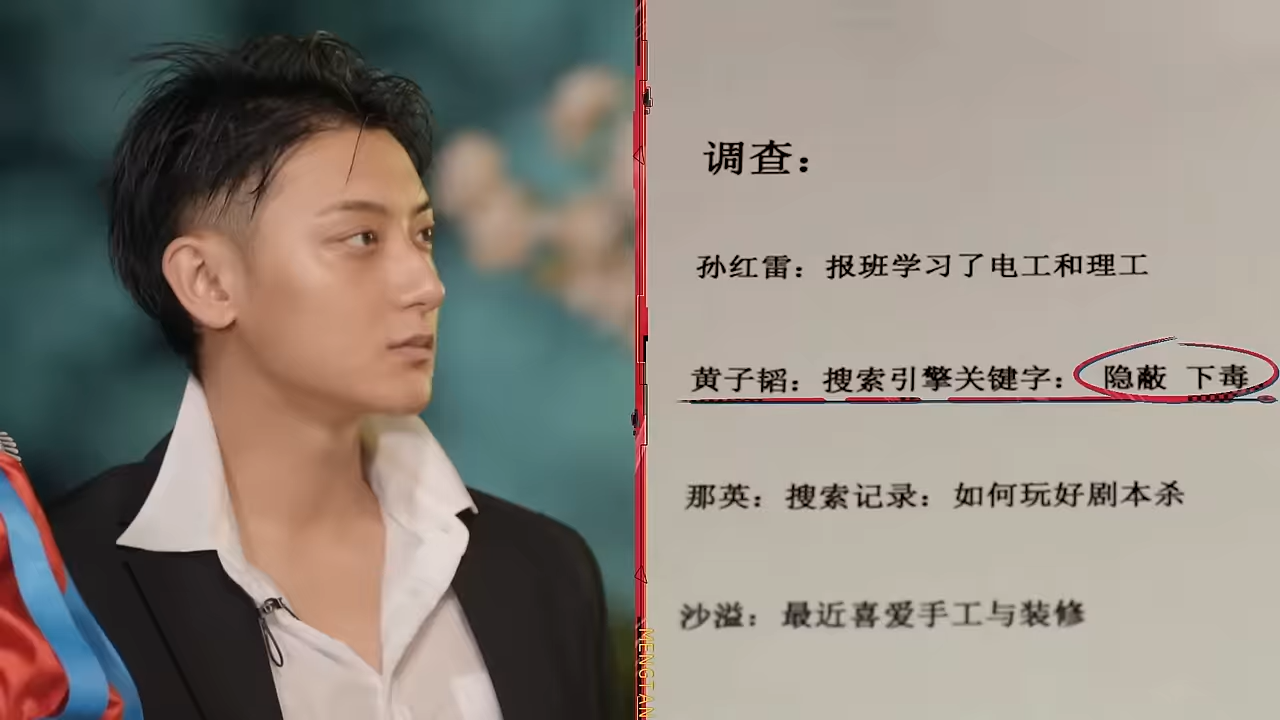 调查：
孙红雷：报班学习了电工和理工
黄子韬：搜索引擎关键字：隐蔽 下毒
那英：搜索记录：如何玩好剧本杀
沙溢：最近喜爱手工与装修
MENGTAN